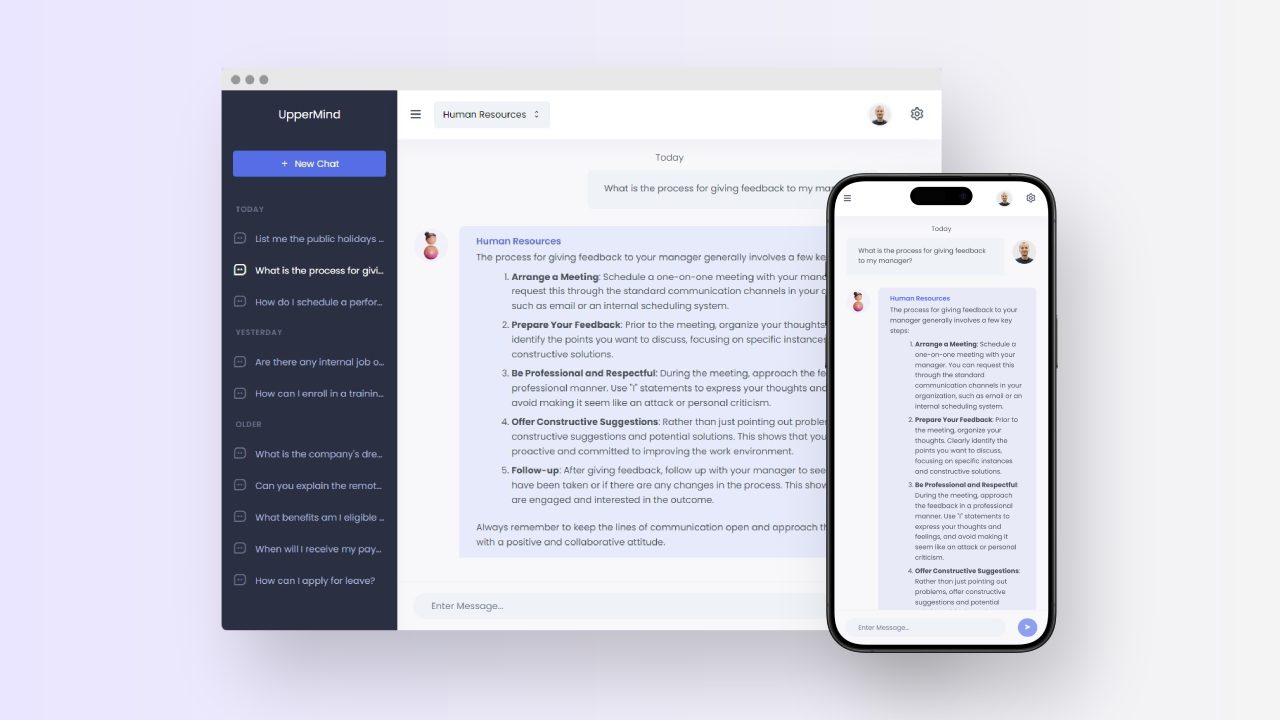 UpperMind
+ New Chat
TODAY
List me the public holidays ...
What is the process for givi...
How do I schedule a perfor...
YESTERDAY
Are there any internal job o...
How can I enroll in a trainin...
OLDER
What is the company's dre...
Can you explain the remot...
What benefits am I eligible ...
When will I receive my pay...
How can I apply for leave?
Human Resources
Today
What is the process for giving feedback to my ma
Human Resources
The process for giving feedback to your manager generally involves a few ke
1. Arrange a Meeting: Schedule a one-on-one meeting with your mana
request this through the standard communication channels in your o
such as email or an internal scheduling system.
2. Prepare Your Feedback: Prior to the meeting, organize your thoughts
identify the points you want to discuss, focusing on specific instances
constructive solutions.
3. Be Professional and Respectful: During the meeting, approach the fe
professional manner. Use "I" statements to express your thoughts and
avoid making it seem like an attack or personal criticism.
4. Offer Constructive Suggestions: Rather than just pointing out problem
constructive suggestions and potential solutions. This shows that you
proactive and committed to improving the work environment.
5. Follow-up: After giving feedback, follow up with your manager to see
have been taken or if there are any changes in the process. This show
are engaged and interested in the outcome.
Always remember to keep the lines of communication open and approach th
with a positive and collaborative attitude.
Enter Message...
Today
What is the process for giving feedback
to my manager?
Human Resources
The process for giving feedback to your
manager generally involves a few key
steps:
1. Arrange a Meeting: Schedule a
one-on-one meeting with your
manager. You can request this
through the standard
communication channels in your
organization, such as email or an
internal scheduling system.
2. Prepare Your Feedback: Prior to
the meeting, organize your
thoughts. Clearly identify the
points you want to discuss,
focusing on specific instances
and constructive solutions.
3. Be Professional and Respectful:
During the meeting, approach
the feedback in a professional
manner. Use "I" statements to
express your thoughts and
feelings, and avoid making it
seem like an attack or personal
criticism.
4. Offer Constructive Suggestions:
Rather than just pointing out
problems, offer constructive
suggestions and potential
Enter Message...